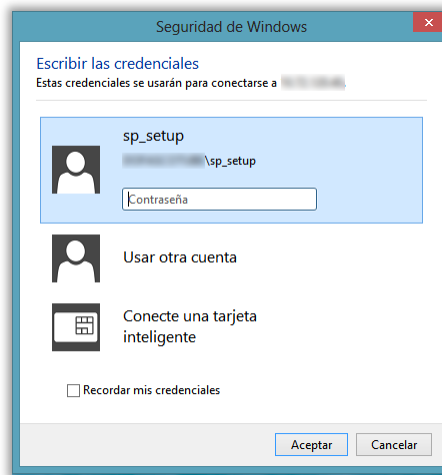 Seguridad de Windows
Escribir las credenciales
Estas credenciales se usarán para conectarse a
sp_setup
\sp_setup
Contraseña
Usar otra cuenta
Conecte una tarjeta
inteligente
Recordar mis credenciales
Aceptar
Cancelar